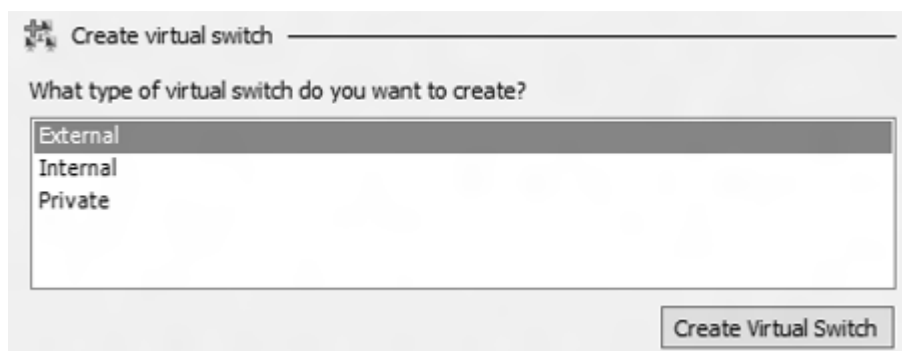 Create virtual switch
What type of virtual switch do you want to create?
External
Internal
Private
Create Virtual Switch